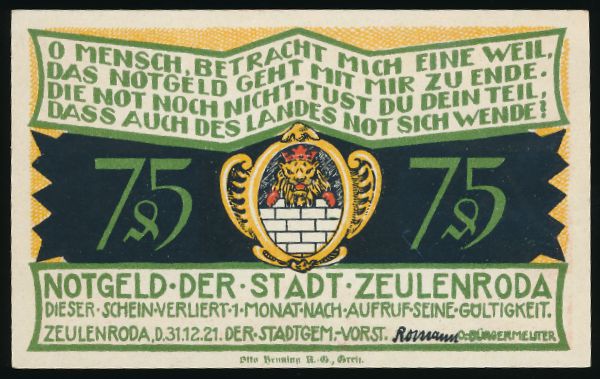 O MENSCH, BETRACHT MICH EINE WEIL,
DAS NOTGELD GEHT MIT MIR ZU ENDE.
DIE NOT NOCH NICHT-TUST DU DEIN TEIL,
DASS AUCH DES LANDES NOT SICH WENDE?
75 ₰ 75 ₰
NOTGELD·DER·STADT·ZEULENRODA
DIESER·SCHEIN·VERLIERT·1·MONAT·NACH·AUFRUF·SEINE·GÜLTIGKEIT.
ZEULENRODA, D.31.12.21. DER·STADTGEM.-VORST. Romann O-BÜRGERMEISTER
Otto Henning A.-G., Greiz.